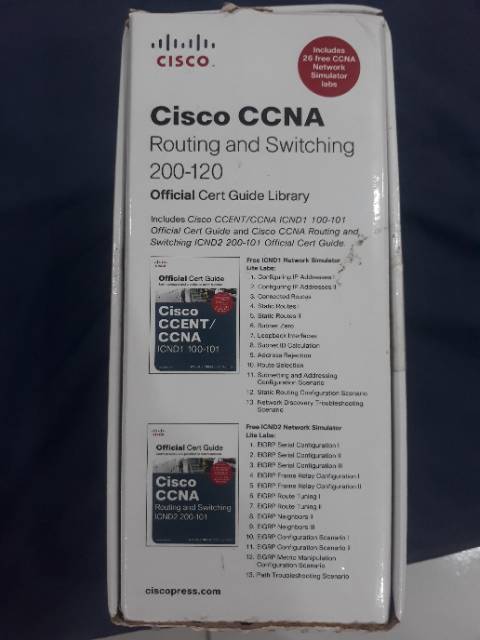 CISCO
Includes
26 free CCNA
Network
Simulator
labs
Cisco CCNA
Routing and Switching
200-120
Official Cert Guide Library
Includes Cisco CCENT/CCNA ICND1 100-101
Official Cert Guide and Cisco CCNA Routing and
Switching ICND2 200-101 Official Cert Guide.
Official Cert Guide
Cisco
CCENT/
CCNA
ICND1 100-101
Free ICND1 Network Simulator
Lite Labs:
1. Configuring IP Addresses I
2. Configuring IP Addresses II
3. Connected Routes
4. Static Routes I
5. Static Routes II
6. Subnet Zero
7. Loopback Interfaces
8. Subnet ID Calculation
9. Address Rejection
10. Route Selection
11. Subnetting and Addressing
Configuration Scenario
12. Static Routing Configuration Scenario
13. Network Discovery Troubleshooting
Scenario
Official Cert Guide
Cisco
CCNA
Routing and Switching
ICND2 200-101
Free ICND2 Network Simulator
Lite Labs:
1. EIGRP Serial Configuration I
2. EIGRP Serial Configuration II
3. EIGRP Serial Configuration III
4. EIGRP Frame Relay Configuration I
5. EIGRP Frame Relay Configuration II
6. EIGRP Route Tuning I
7. EIGRP Route Tuning II
8. EIGRP Neighbors II
9. EIGRP Neighbors III
10. EIGRP Configuration Scenario I
11. EIGRP Configuration Scenario II
12. EIGRP Metric Manipulation
Configuration Scenario
13. Path Troubleshooting Scenario
ciscopress.com